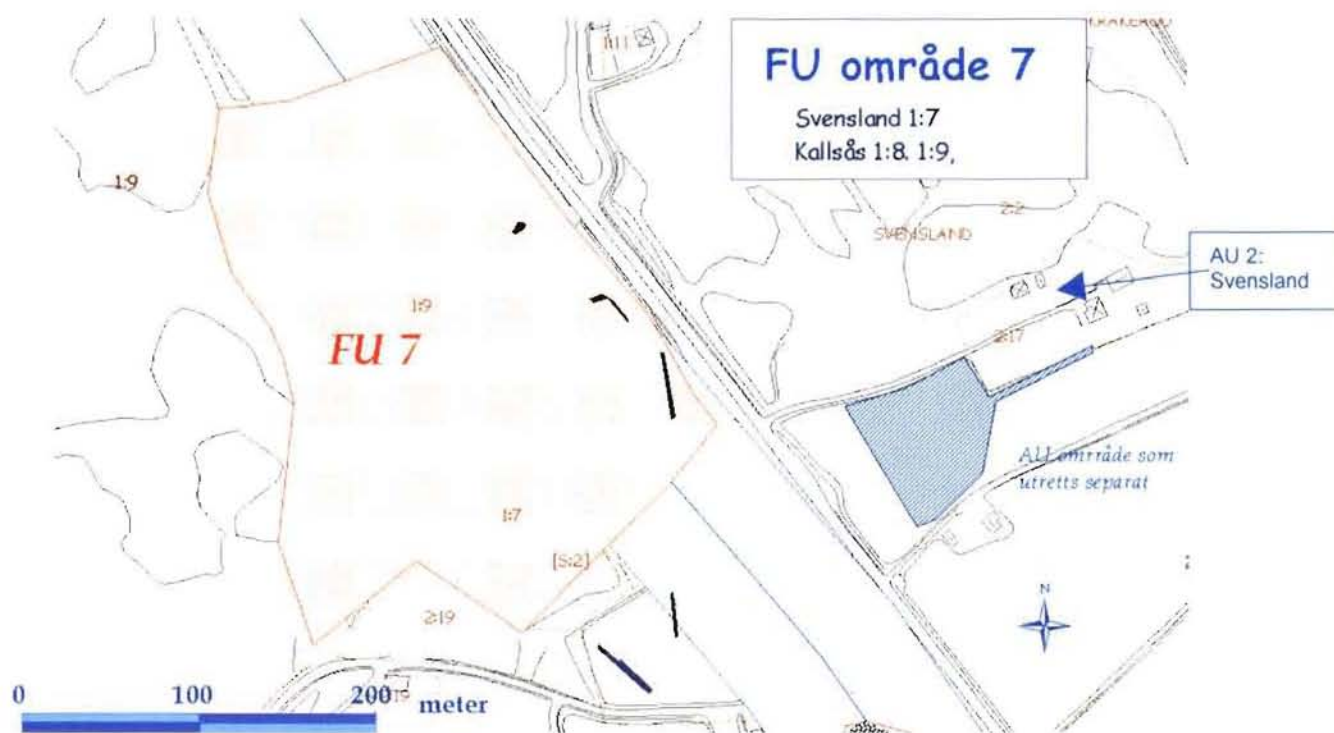 1:11
FU område 7
Svensland 1:7
Kallsås 1:8. 1:9,
1:9
2:2
SVENSLAND
AU 2:
Svensland
1:9
FU 7
2:17
AU område som
utretts separat
1:7
[S:2]
2:19
N
0 100 200 meter